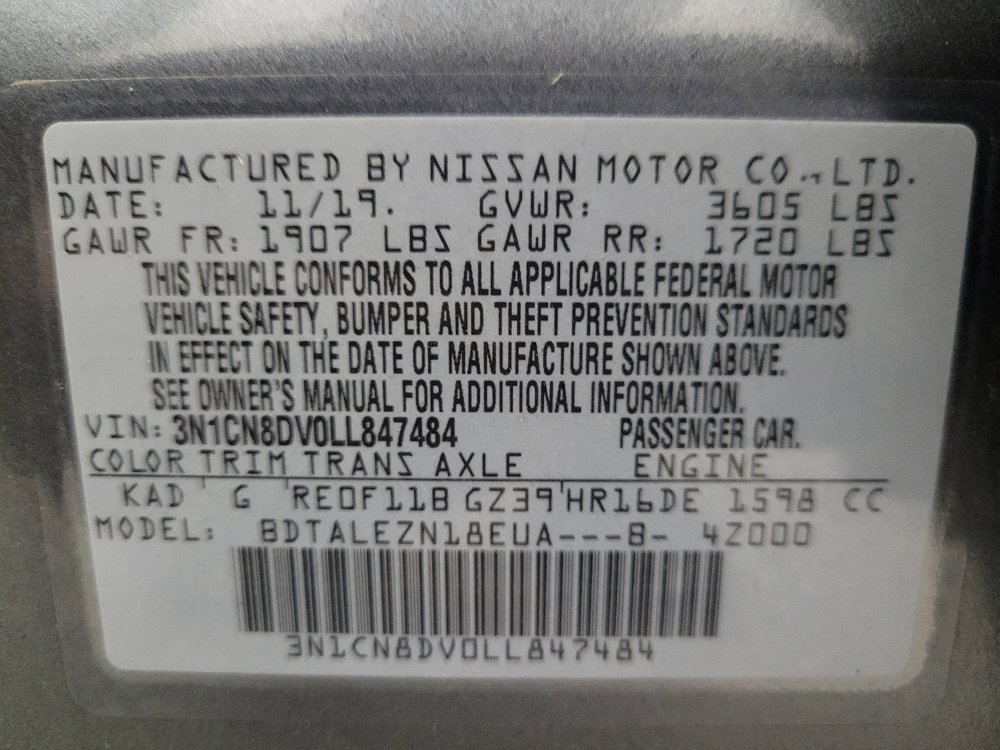 MANUFACTURED BY NISSAN MOTOR CO., LTD.
DATE: 11/19. GVWR: 3605 LBS
GAWR FR: 1907 LBS GAWR RR: 1720 LBS
THIS VEHICLE CONFORMS TO ALL APPLICABLE FEDERAL MOTOR
VEHICLE SAFETY, BUMPER AND THEFT PREVENTION STANDARDS
IN EFFECT ON THE DATE OF MANUFACTURE SHOWN ABOVE.
SEE OWNER'S MANUAL FOR ADDITIONAL INFORMATION.
VIN: 3N1CN8DV0LL847484 PASSENGER CAR.
COLOR TRIM TRANS AXLE ENGINE
KAD G RE0F11B GZ39 HR16DE 1598 CC
MODEL: BDTALEZN18EUA---B- 4Z000
3N1CN8DV0LL847484